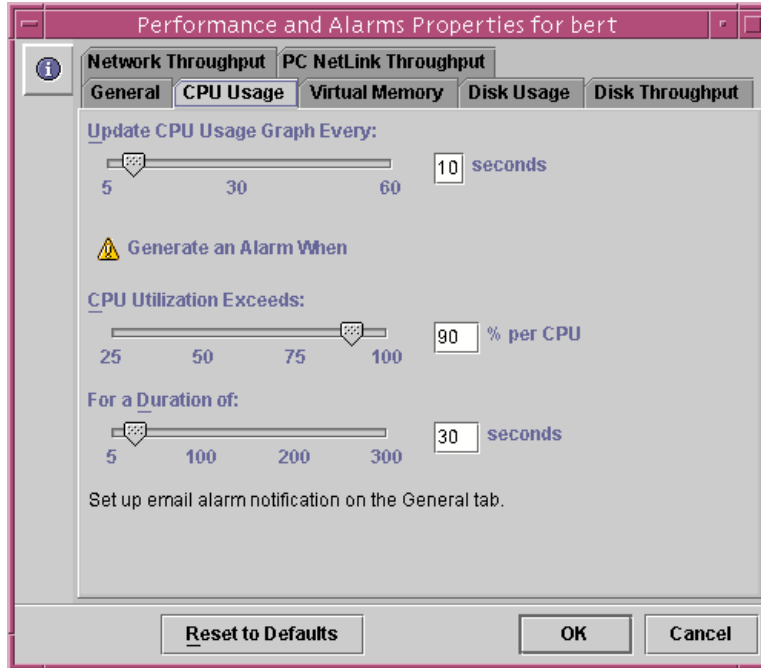 Performance and Alarms Properties for bert
Network Throughput PC NetLink Throughput
General CPU Usage Virtual Memory Disk Usage Disk Throughput
Update CPU Usage Graph Every:
10 seconds
5 30 60
Generate an Alarm When
CPU Utilization Exceeds:
90 % per CPU
25 50 75 100
For a Duration of:
30 seconds
5 100 200 300
Set up email alarm notification on the General tab.
Reset to Defaults OK Cancel